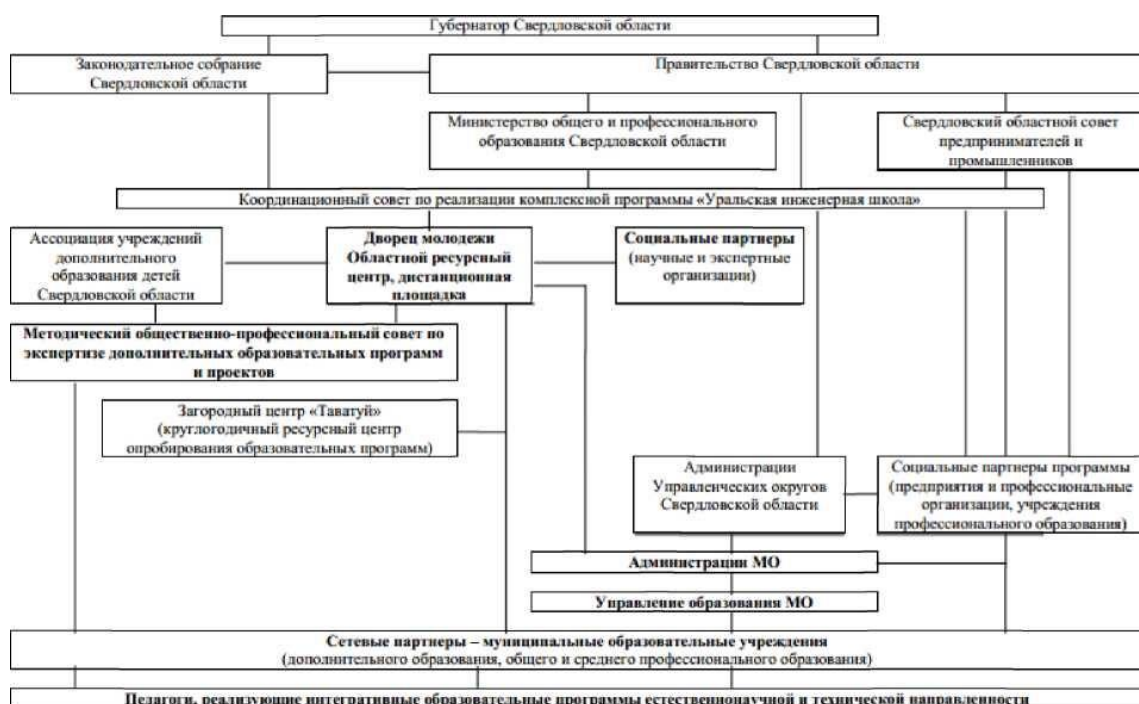 Губернатор Свердловской области
Законодательное собрание
Свердловской области
Правительство Свердловской области
Министерство общего и профессионального
образования Свердловской области
Свердловский областной совет
предпринимателей и
промышленников
Координационный совет по реализации комплексной программы «Уральская инженерная школа»
Ассоциация учреждений
дополнительного
образования детей
Свердловской области
Дворец молодежи
Областной ресурсный
центр, дистанционная
площадка
Социальные партнеры
(научные и экспертные
организации)
Методический общественно-профессиональный совет по
экспертизе дополнительных образовательных программ
и проектов
Загородный центр «Таватуй»
(круглогодичный ресурсный центр
опробирования образовательных программ)
Администрации
Управленческих округов
Свердловской области
Социальные партнеры программы
(предприятия и профессиональные
организации, учреждения
профессионального образования)
Администрации МО
Управление образования МО
Сетевые партнеры – муниципальные образовательные учреждения
(дополнительного образования, общего и среднего профессионального образования)
Педагоги, реализующие интегративные образовательные программы естественнонаучной и технической направленности